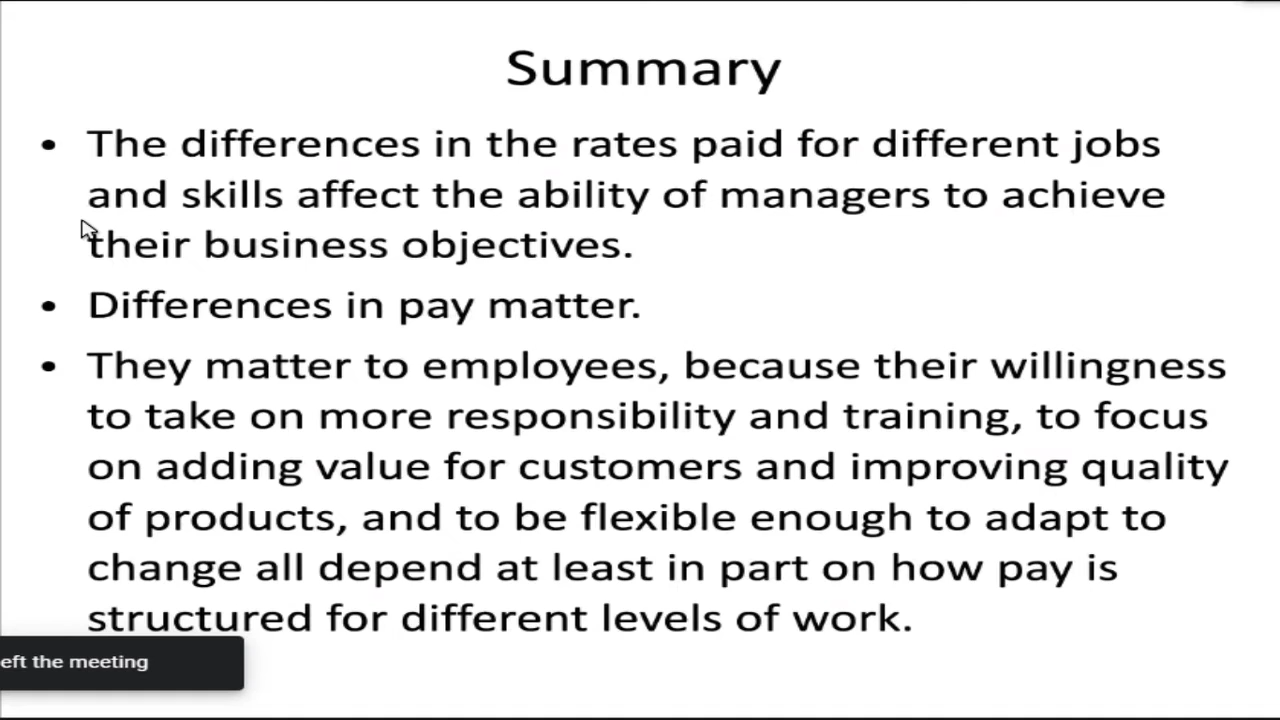 Summary
• The differences in the rates paid for different jobs
and skills affect the ability of managers to achieve
their business objectives.
• Differences in pay matter.
• They matter to employees, because their willingness
to take on more responsibility and training, to focus
on adding value for customers and improving quality
of products, and to be flexible enough to adapt to
change all depend at least in part on how pay is
structured for different levels of work.
eft the meeting